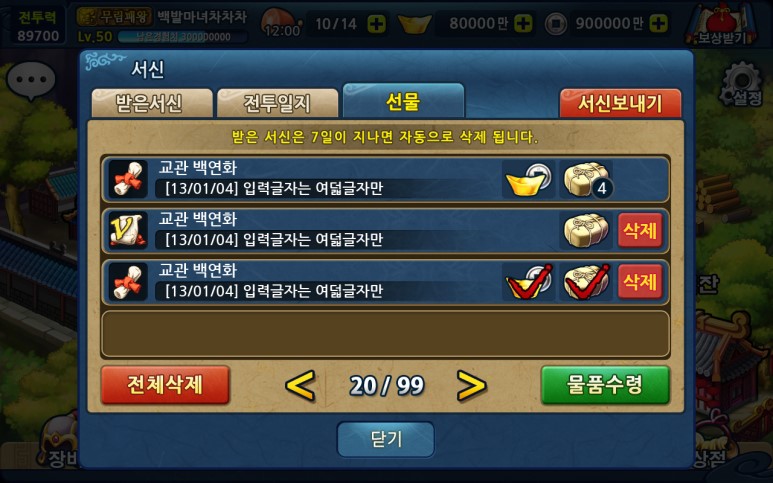 전투력
89700
무림패왕 백발마녀차차차
Lv.50
12:00
10/14
80000만
900000만
보상받기
설정
서신
받은서신
전투일지
선물
서신보내기
받은 서신은 7일이 지나면 자동으로 삭제 됩니다.
교관 백연화
[13/01/04] 입력글자는 여덟글자만
4
교관 백연화
[13/01/04] 입력글자는 여덟글자만
삭제
교관 백연화
[13/01/04] 입력글자는 여덟글자만
삭제
전체삭제
< 20 / 99 >
물품수령
닫기
장비
상점